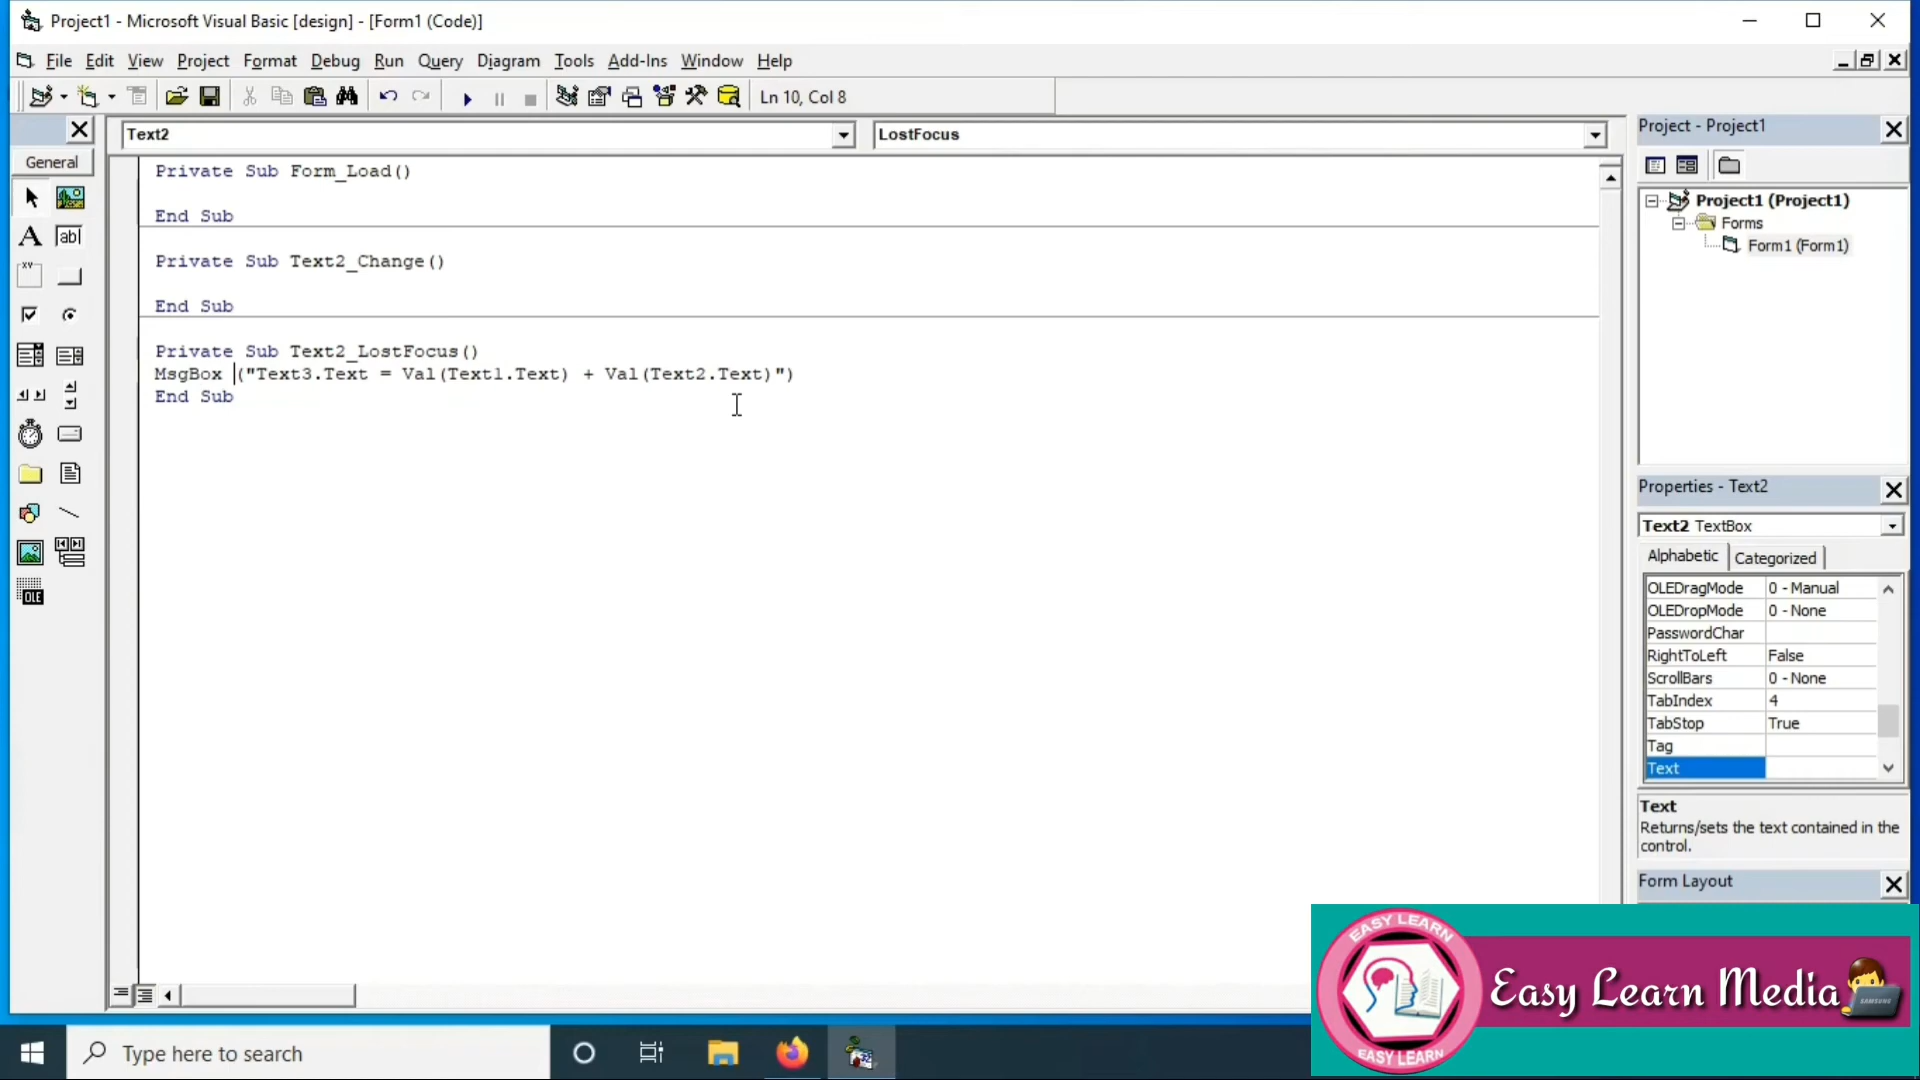 Project1 - Microsoft Visual Basic [design] - [Form1 (Code)]
File Edit View Project Format Debug Run Query Diagram Tools Add-Ins Window Help
Ln 10, Col 8
General
A
ab|
XY
OLE
Text2
LostFocus
Private Sub Form_Load()
End Sub
Private Sub Text2_Change()
End Sub
Private Sub Text2_LostFocus()
MsgBox ("Text3.Text = Val(Text1.Text) + Val(Text2.Text)")
End Sub
Project - Project1
Project1 (Project1)
Forms
Form1 (Form1)
Properties - Text2
Text2 TextBox
Alphabetic Categorized
OLEDragMode 0 - Manual
OLEDropMode 0 - None
PasswordChar
RightToLeft False
ScrollBars 0 - None
TabIndex 4
TabStop True
Tag
Text
Text
Returns/sets the text contained in the
control.
Form Layout
EASY LEARN
EASY LEARN
Easy Learn Media
SAMSUNG
Type here to search